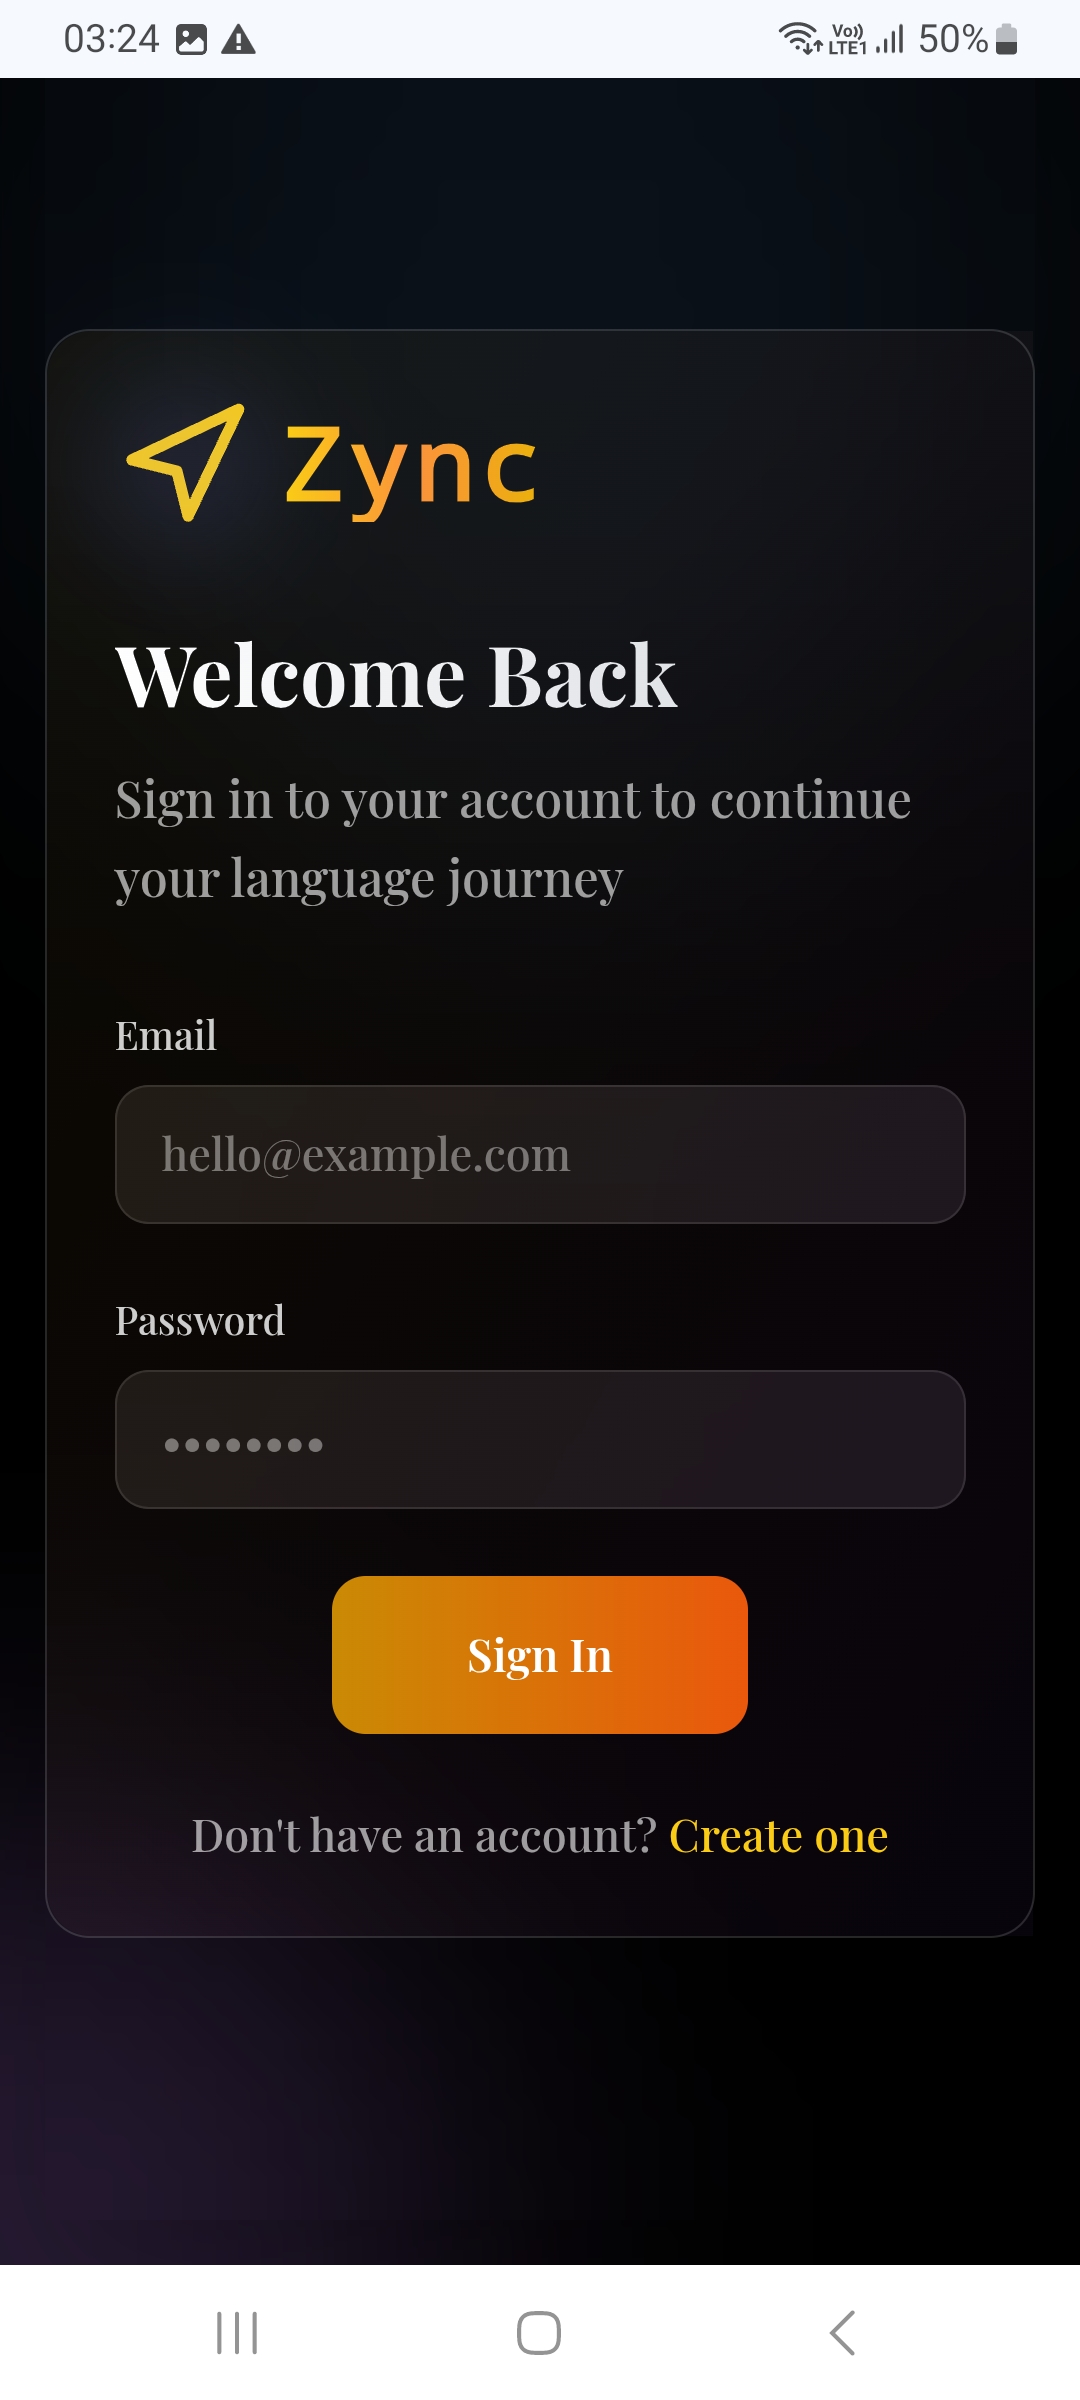 03:24
Vo)) LTE1 50%
Zync
Welcome Back
Sign in to your account to continue
your language journey
Email
hello@example.com
Password
••••••••
Sign In
Don't have an account? Create one